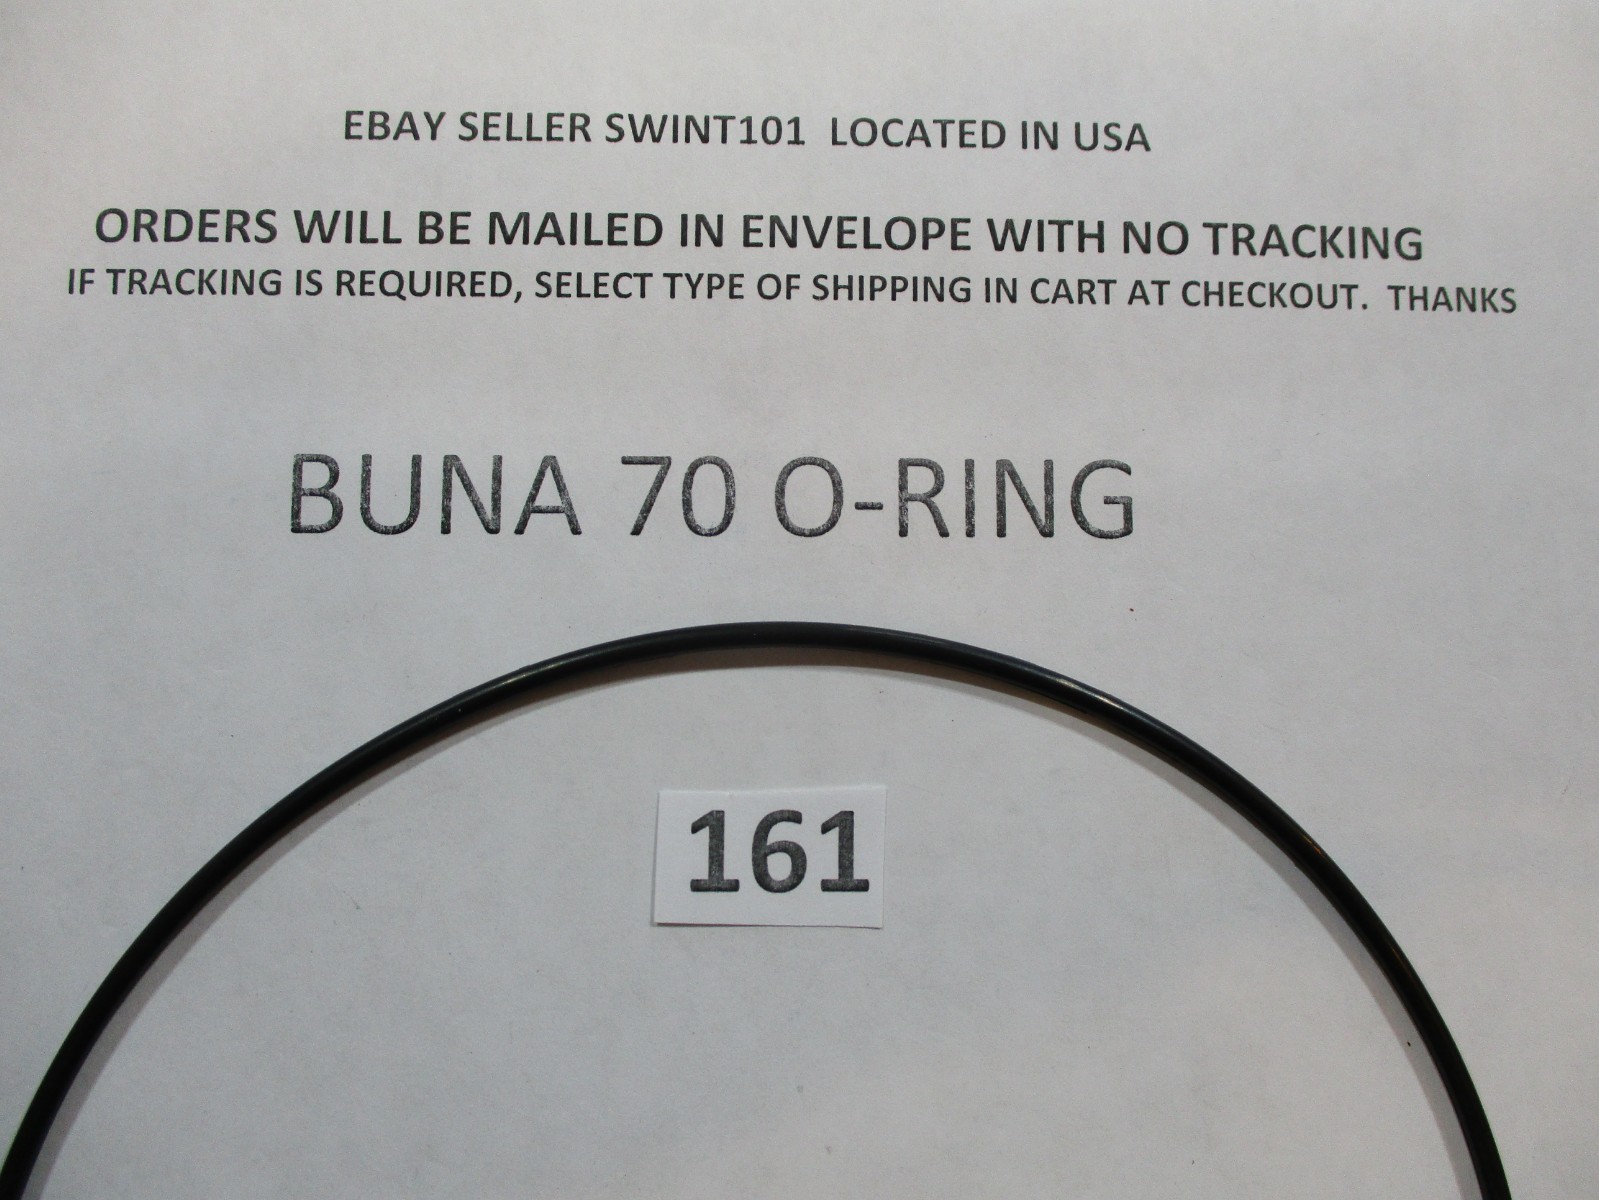 EBAY SELLER SWINT101 LOCATED IN USA
ORDERS WILL BE MAILED IN ENVELOPE WITH NO TRACKING
IF TRACKING IS REQUIRED, SELECT TYPE OF SHIPPING IN CART AT CHECKOUT. THANKS
BUNA 70 O-RING
161